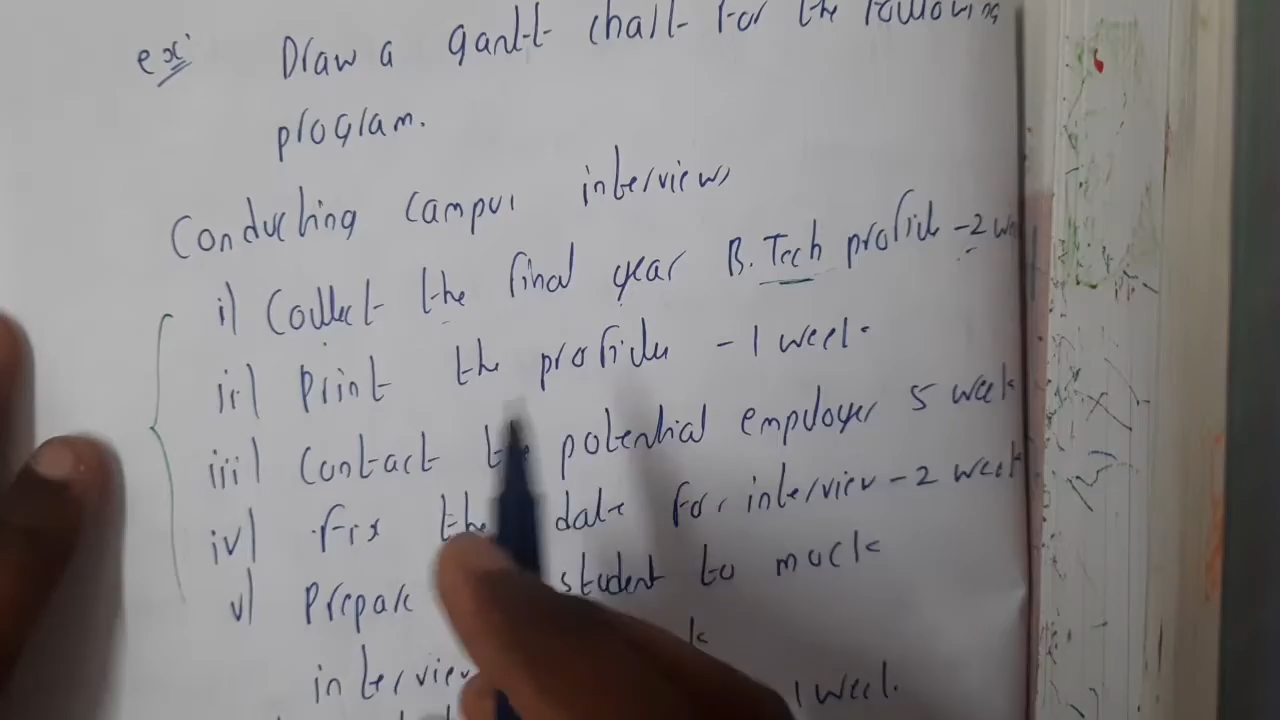 ex: Draw a gantt chart for the following
program.
Conducting campus interviews
i) Collect the final year B.Tech profile - 2 we
ii) Print the profiles - 1 week.
iii) Contact the potential employer 5 week
iv) Fix the date for interview - 2 week
v) Prepare student to mock
interview
1 week.